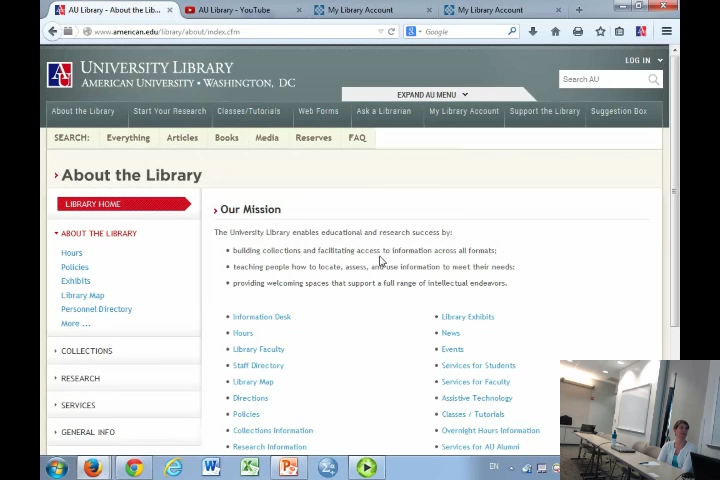 AU Library - About the Lib...
AU Library - YouTube
My Library Account
My Library Account
www.american.edu/library/about/index.cfm
Google
LOG IN
UNIVERSITY LIBRARY
AMERICAN UNIVERSITY • WASHINGTON, DC
Search AU
EXPAND AU MENU
About the Library
Start Your Research
Classes/Tutorials
Web Forms
Ask a Librarian
My Library Account
Support the Library
Suggestion Box
SEARCH:
Everything
Articles
Books
Media
Reserves
FAQ
About the Library
LIBRARY HOME
ABOUT THE LIBRARY
Hours
Policies
Exhibits
Library Map
Personnel Directory
More ...
COLLECTIONS
RESEARCH
SERVICES
GENERAL INFO
Our Mission
The University Library enables educational and research success by:
• building collections and facilitating access to information across all formats;
• teaching people how to locate, assess, and use information to meet their needs;
• providing welcoming spaces that support a full range of intellectual endeavors.
• Information Desk
• Hours
• Library Faculty
• Staff Directory
• Library Map
• Directions
• Policies
• Collections Information
• Research Information
• Library Exhibits
• News
• Events
• Services for Students
• Services for Faculty
• Assistive Technology
• Classes / Tutorials
• Overnight Hours Information
• Services for AU Alumni
EN